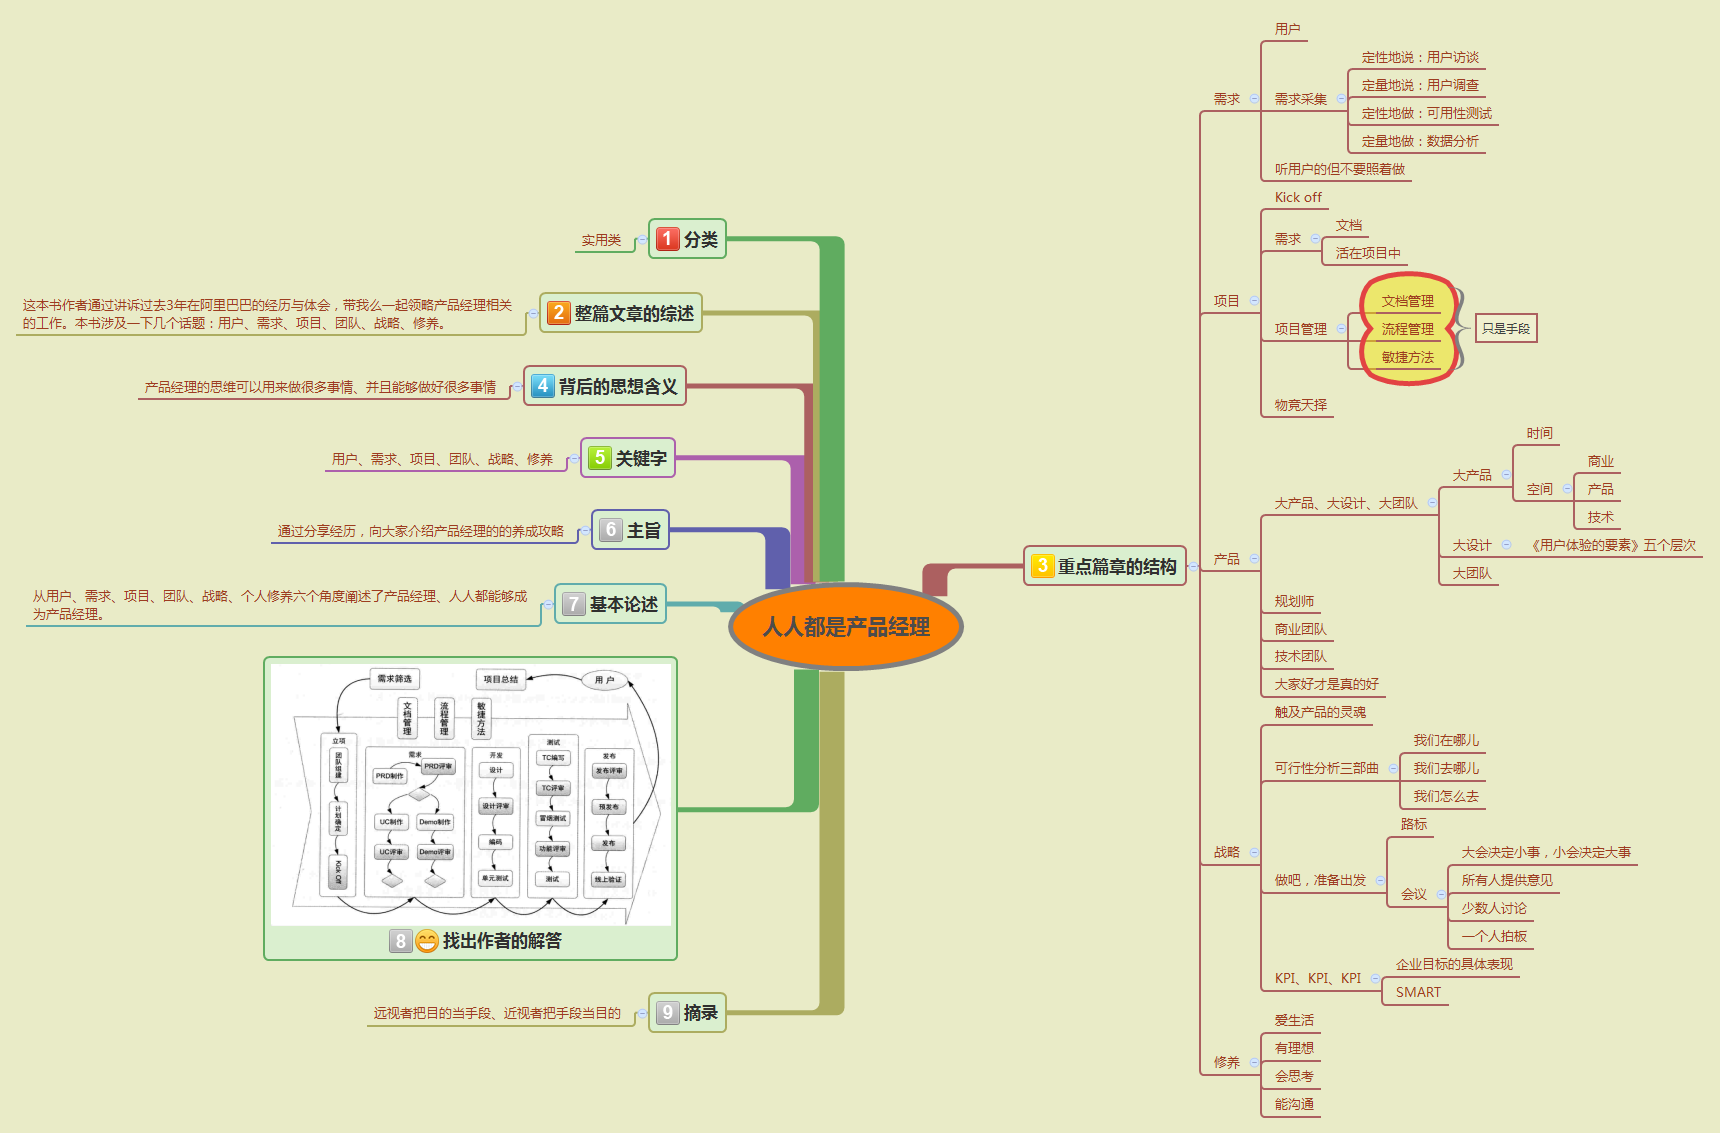 人人都是产品经理
1 分类
实用类
2 整篇文章的综述
这本书作者通过讲诉过去3年在阿里巴巴的经历与体会，带我么一起领略产品经理相关
的工作。本书涉及一下几个话题：用户、需求、项目、团队、战略、修养。
4 背后的思想含义
产品经理的思维可以用来做很多事情、并且能够做好很多事情
5 关键字
用户、需求、项目、团队、战略、修养
6 主旨
通过分享经历，向大家介绍产品经理的的养成攻略
7 基本论述
从用户、需求、项目、团队、战略、个人修养六个角度阐述了产品经理、人人都能够成
为产品经理。
需求筛选
项目总结
用户
文档管理
流程管理
敏捷方法
立项
团队组建
计划确定
Kick Off
需求
PRD制作
PRD评审
UC制作
Demo制作
UC评审
Demo评审
开发
设计
设计评审
编码
单元测试
测试
TC编写
TC评审
冒烟测试
功能评审
测试
发布
发布评审
预发布
发布
线上验证
8 找出作者的解答
9 摘录
远视者把目的当手段、近视者把手段当目的
3 重点篇章的结构
需求
用户
需求采集
定性地说：用户访谈
定量地说：用户调查
定性地做：可用性测试
定量地做：数据分析
听用户的但不要照着做
项目
Kick off
需求
文档
活在项目中
项目管理
文档管理
流程管理
敏捷方法
只是手段
物竟天择
产品
大产品、大设计、大团队
大产品
时间
空间
商业
产品
技术
大设计
《用户体验的要素》五个层次
大团队
规划师
商业团队
技术团队
大家好才是真的好
战略
触及产品的灵魂
可行性分析三部曲
我们在哪儿
我们去哪儿
我们怎么去
做吧，准备出发
路标
会议
大会决定小事，小会决定大事
所有人提供意见
少数人讨论
一个人拍板
KPI、KPI、KPI
企业目标的具体表现
SMART
修养
爱生活
有理想
会思考
能沟通